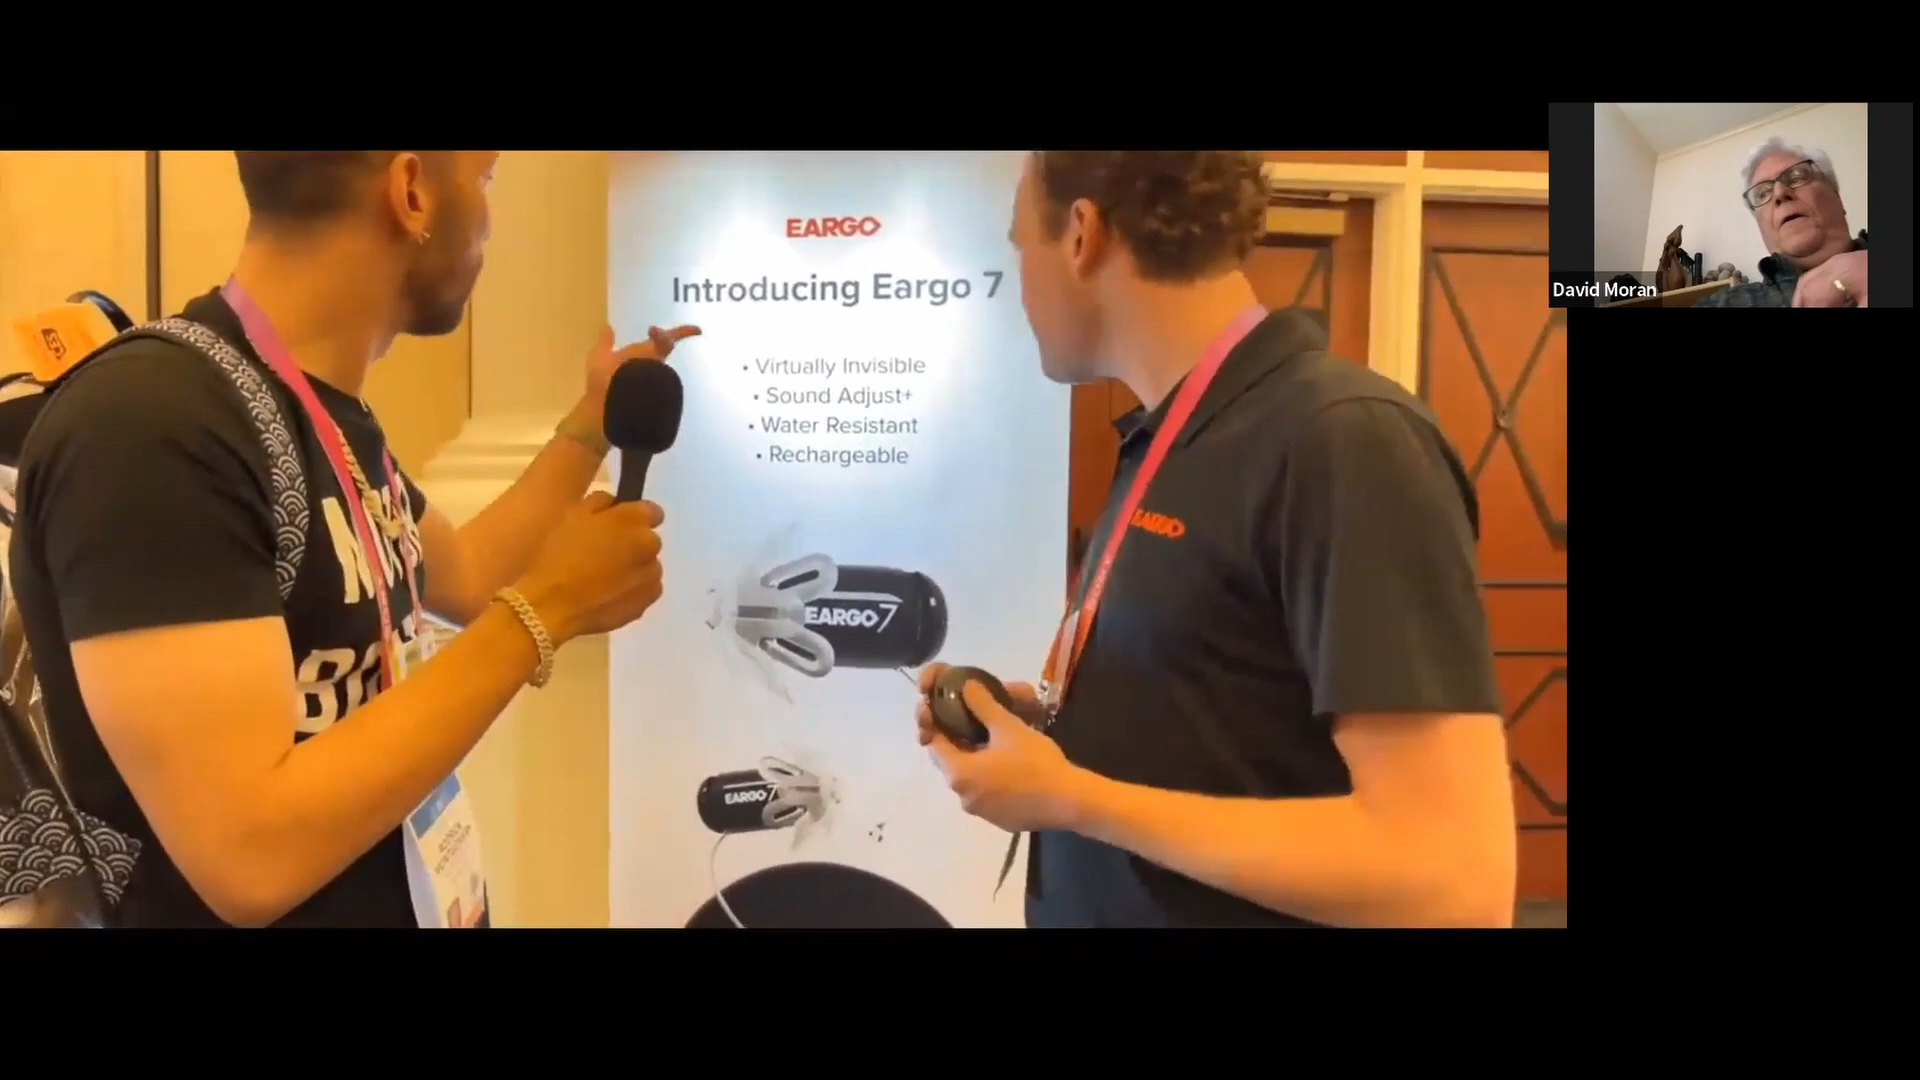 EARGO
Introducing Eargo 7
• Virtually Invisible
• Sound Adjust+
• Water Resistant
• Rechargeable
EARGO 7
EARGO 7
EARGO
David Moran